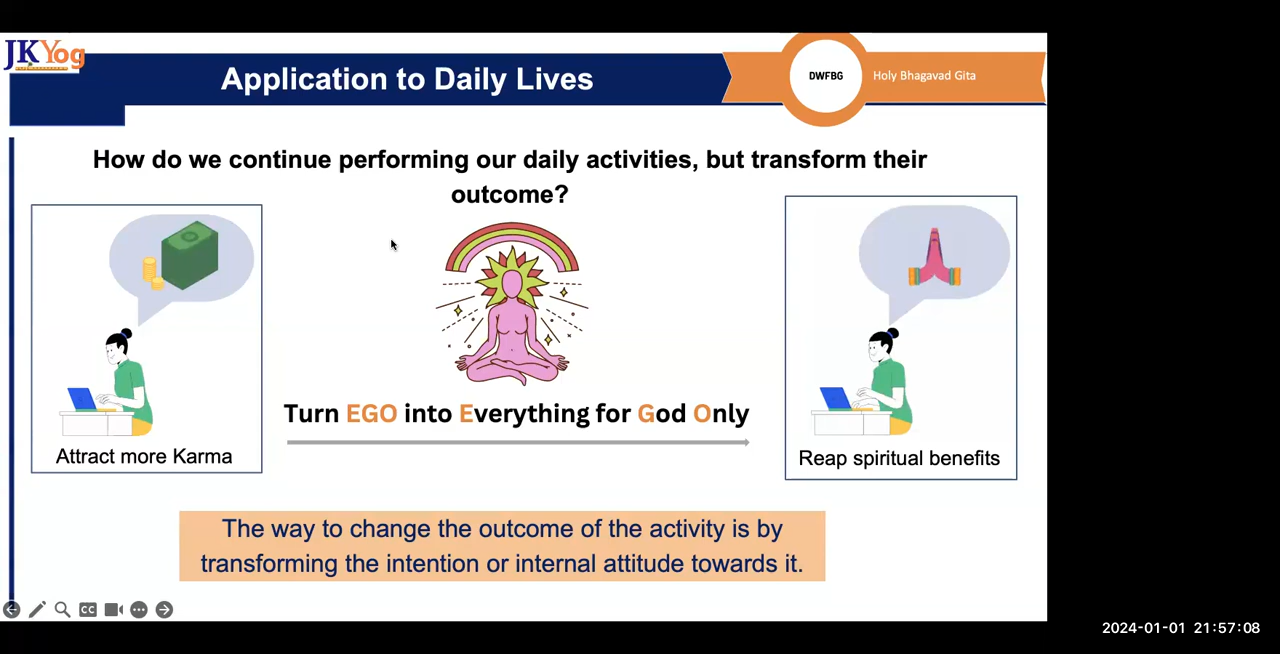 JKYog
Application to Daily Lives
DWFBG
Holy Bhagavad Gita
How do we continue performing our daily activities, but transform their
outcome?
Turn EGO into Everything for God Only
Attract more Karma
Reap spiritual benefits
The way to change the outcome of the activity is by
transforming the intention or internal attitude towards it.
CC
2024-01-01 21:57:08